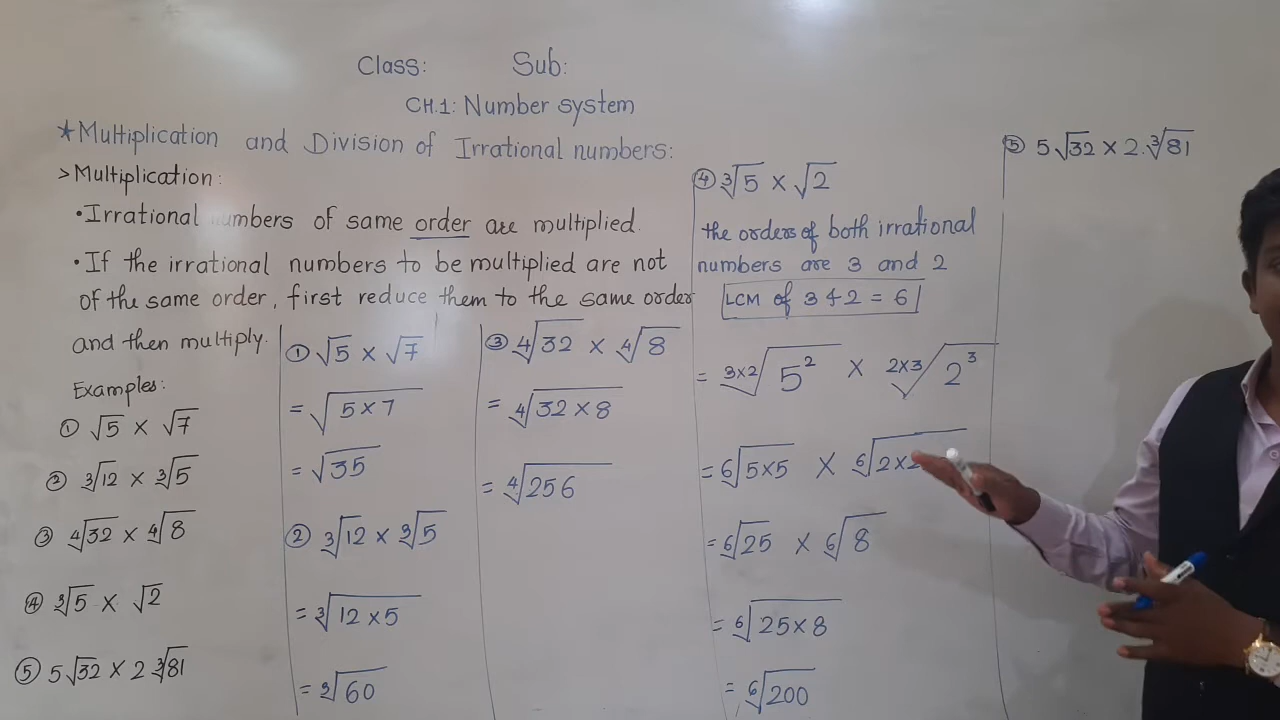 Class: Sub:
CH.1: Number system
★Multiplication and Division of Irrational numbers:
>Multiplication:
•Irrational numbers of same order are multiplied.
•If the irrational numbers to be multiplied are not
of the same order, first reduce them to the same order
and then multiply.
Examples:
① √5 × √7
② ∛12 × ∛5
③ ∜32 × ∜8
④ ∛5 × √2
⑤ 5√32 × 2∛81
① √5 × √7
= √(5×7)
= √35
② ∛12 × ∛5
= ∛(12×5)
= ∛60
③ ∜32 × ∜8
= ∜(32×8)
= ∜256
④ ∛5 × √2
the orders of both irrational
numbers are 3 and 2
LCM of 3 & 2 = 6
= ³ˣ²√5² × ²ˣ³√2³
= ⁶√(5×5) × ⁶√(2×2
= ⁶√25 × ⁶√8
= ⁶√(25×8)
= ⁶√200
⑤ 5√32 × 2.∛81